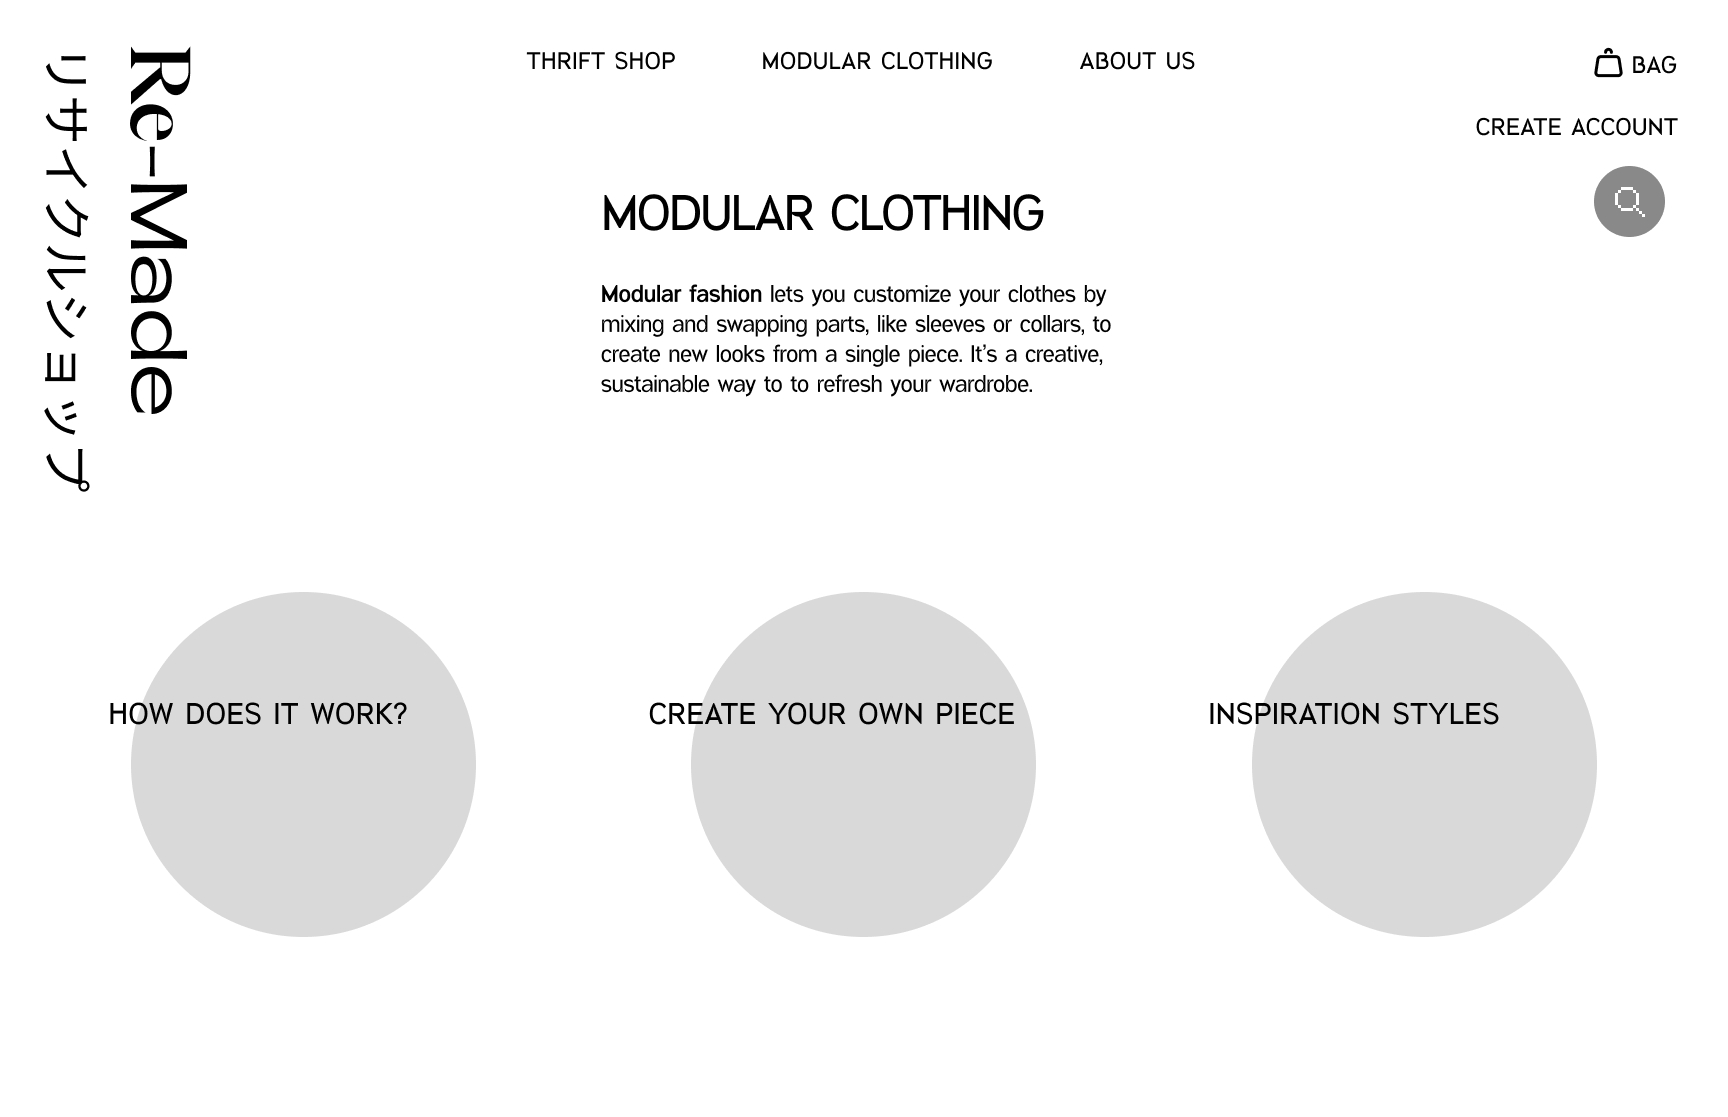 Re-Made
リサイクルショップ
THRIFT SHOP
MODULAR CLOTHING
ABOUT US
BAG
CREATE ACCOUNT
MODULAR CLOTHING
Modular fashion lets you customize your clothes by
mixing and swapping parts, like sleeves or collars, to
create new looks from a single piece. It’s a creative,
sustainable way to to refresh your wardrobe.
HOW DOES IT WORK?
CREATE YOUR OWN PIECE
INSPIRATION STYLES